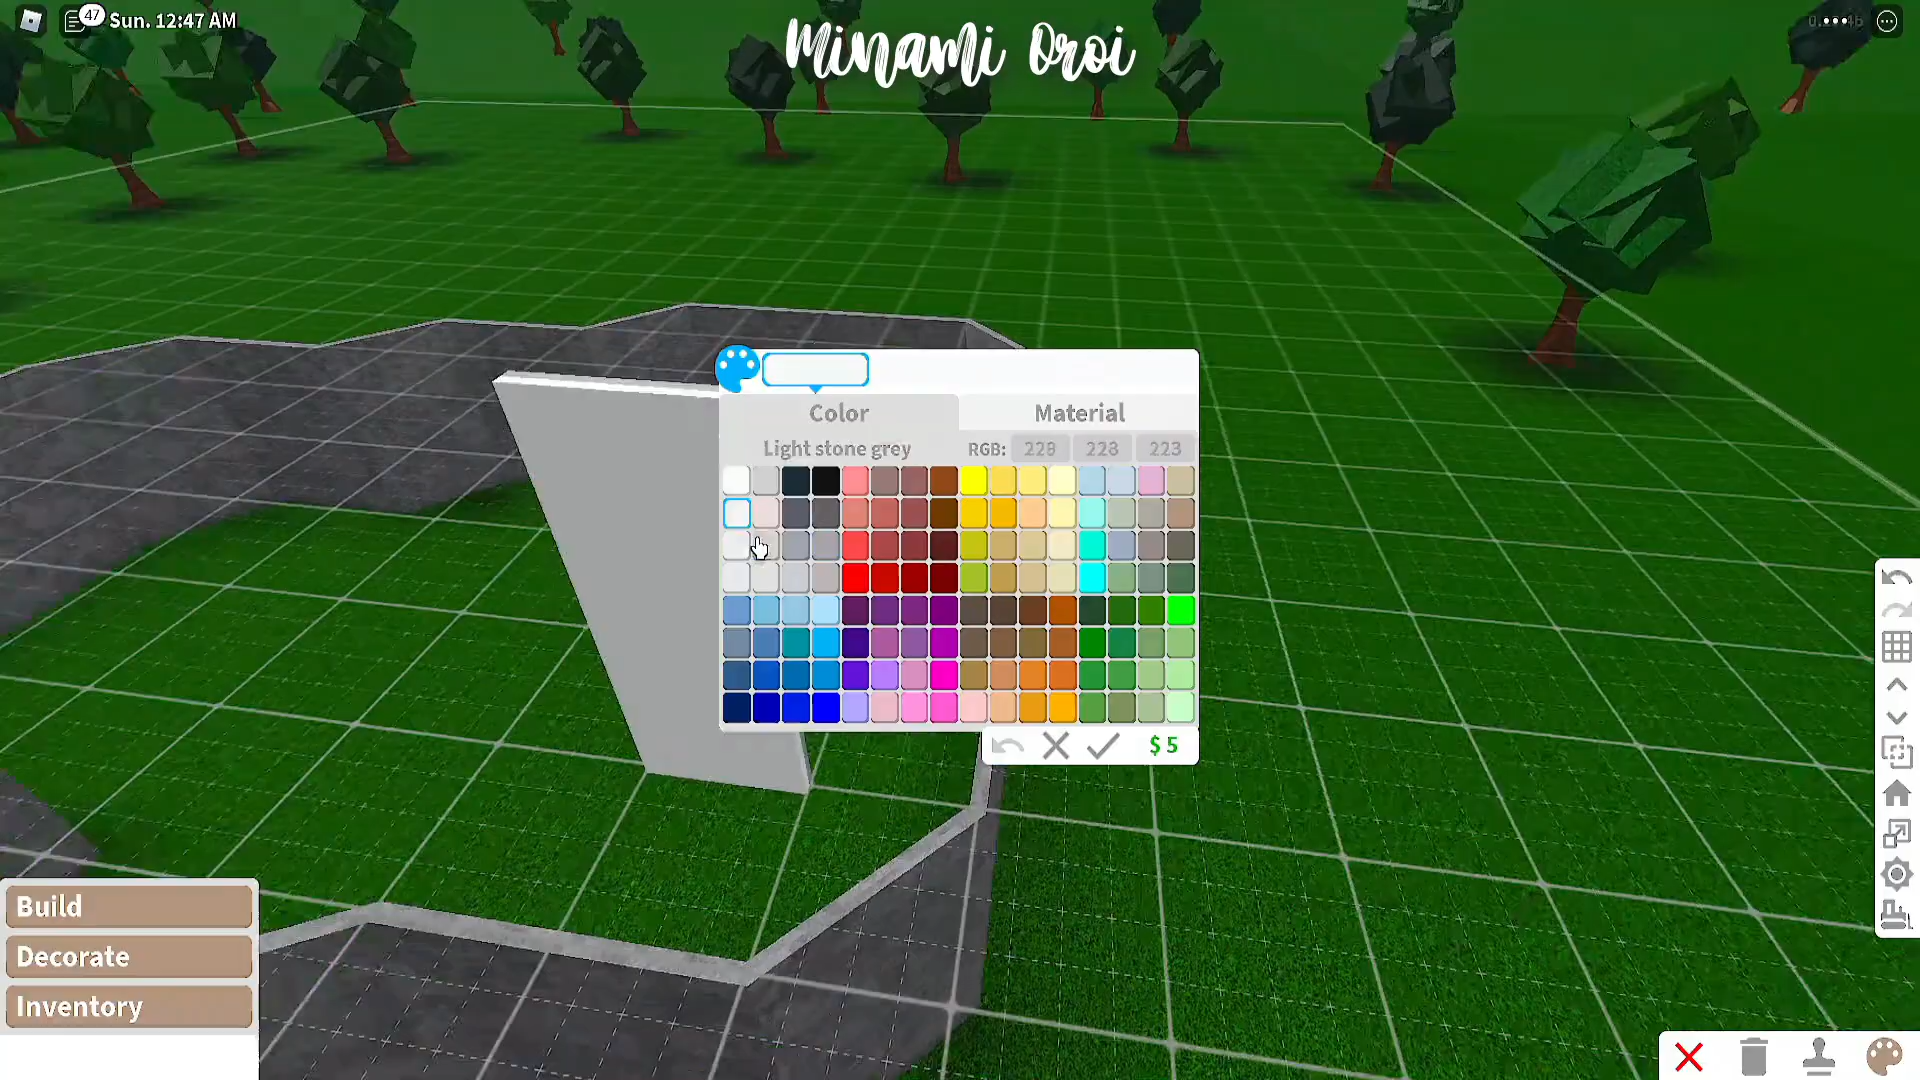 47 Sun. 12:47 AM
Minami Oroi
Color
Material
Light stone grey
RGB: 229 228 223
$ 5
Build
Decorate
Inventory